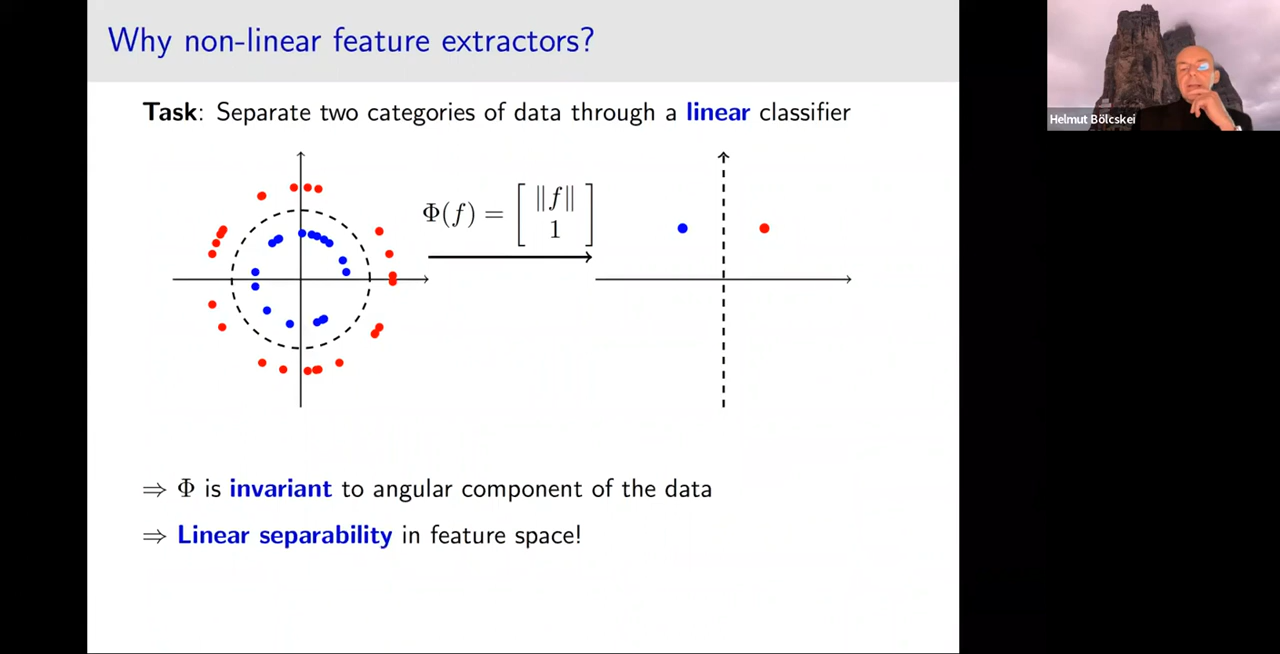 Why non-linear feature extractors?
Task: Separate two categories of data through a linear classifier
Φ(f) = [ ‖f‖
1 ]
⇒ Φ is invariant to angular component of the data
⇒ Linear separability in feature space!
Helmut Bölcskei